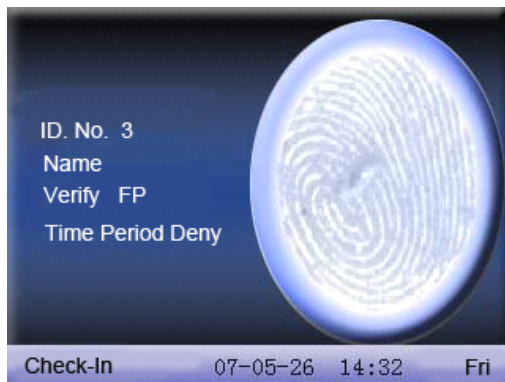 ID. No. 3
Name
Verify FP
Time Period Deny
Check-In 07-05-26 14:32 Fri